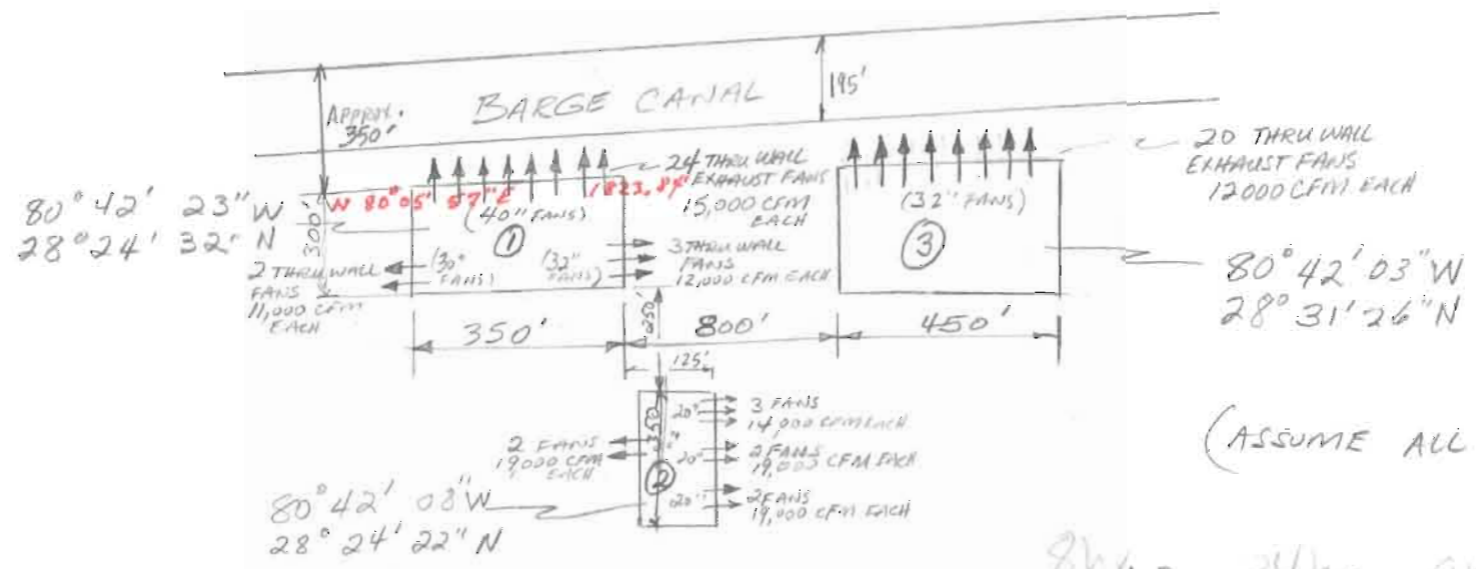 BARGE CANAL
195'
APPROX.
350'
24 THRU WALL
EXHAUST FANS
15,000 CFM
EACH
20 THRU WALL
EXHAUST FANS
12000 CFM EACH
80° 42' 23" W
28° 24' 32" N
N 80°05' 57"E 1823.84'
(40" FANS)
①
300'
(32" FANS)
③
2 THRU WALL
FANS
11,000 CFM
EACH
(30"
FANS)
(32"
FANS)
3 THRU WALL
FANS
12,000 CFM EACH
80° 42' 03" W
28° 31' 26" N
350'
250'
800'
450'
125'
350'
20"
3 FANS
14,000 CFM EACH
2 FANS
19,000 CFM
EACH
20"
2 FANS
19,000 CFM EACH
②
20"
2 FANS
19,000 CFM EACH
(ASSUME ALL
80° 42' 08" W
28° 24' 22" N